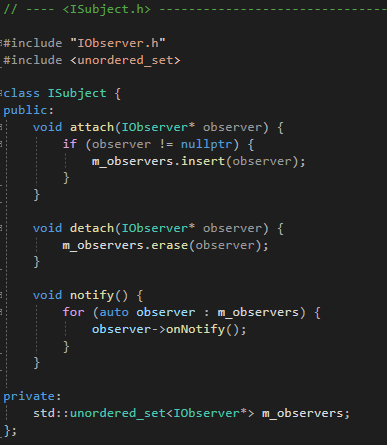 // ---- <ISubject.h> -----------------------------
#include "IObserver.h"
#include <unordered_set>
class ISubject {
public:
    void attach(IObserver* observer) {
        if (observer != nullptr) {
            m_observers.insert(observer);
        }
    }
    void detach(IObserver* observer) {
        m_observers.erase(observer);
    }
    void notify() {
        for (auto observer : m_observers) {
            observer->onNotify();
        }
    }
private:
    std::unordered_set<IObserver*> m_observers;
};